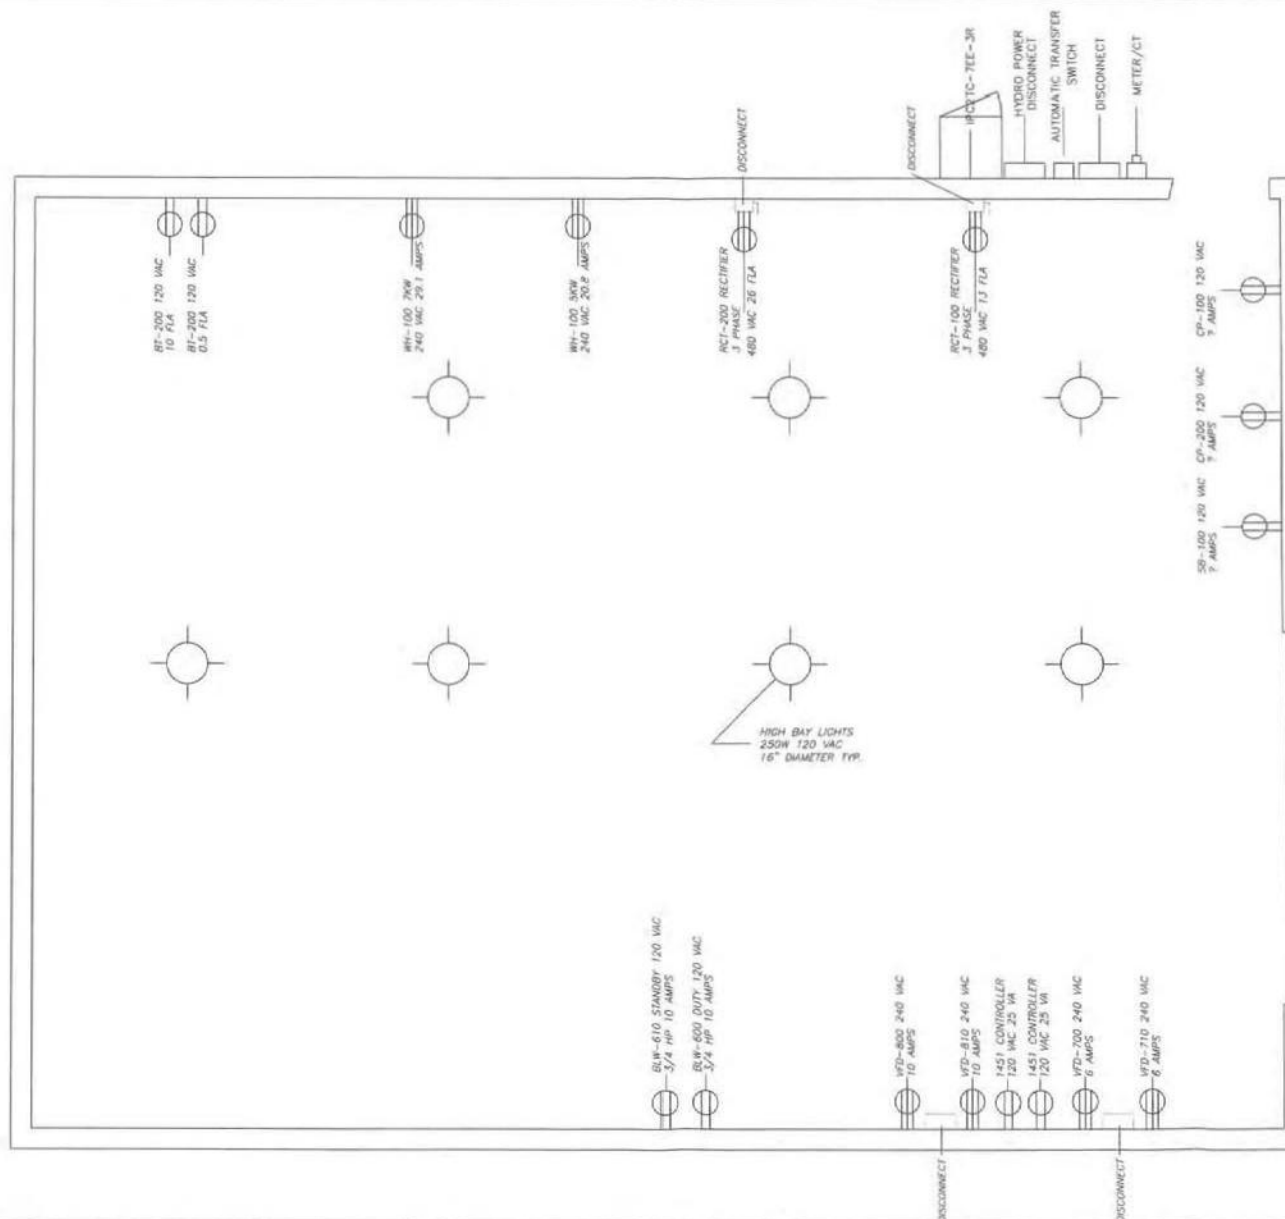 DISCONNECT
DISCONNECT
IPC2TC-7EE-3R
HYDRO POWER
DISCONNECT
AUTOMATIC TRANSFER
SWITCH
DISCONNECT
METER/CT
BT-200 120 VAC
10 FLA
BT-200 120 VAC
0.5 FLA
WH-100 7KW
240 VAC 29.1 AMPS
WH-100 5KW
240 VAC 20.8 AMPS
RCT-200 RECTIFIER
3 PHASE
480 VAC 26 FLA
RCT-100 RECTIFIER
3 PHASE
480 VAC 13 FLA
CP-100 120 VAC
? AMPS
CP-200 120 VAC
? AMPS
SB-100 120 VAC
? AMPS
HIGH BAY LIGHTS
250W 120 VAC
16" DIAMETER TYP.
BLW-610 STANDBY 120 VAC
3/4 HP 10 AMPS
BLW-600 DUTY 120 VAC
3/4 HP 10 AMPS
VFD-800 240 VAC
10 AMPS
VFD-810 240 VAC
10 AMPS
1451 CONTROLLER
120 VAC 25 VA
1451 CONTROLLER
120 VAC 25 VA
VFD-700 240 VAC
6 AMPS
VFD-710 240 VAC
6 AMPS
DISCONNECT
DISCONNECT